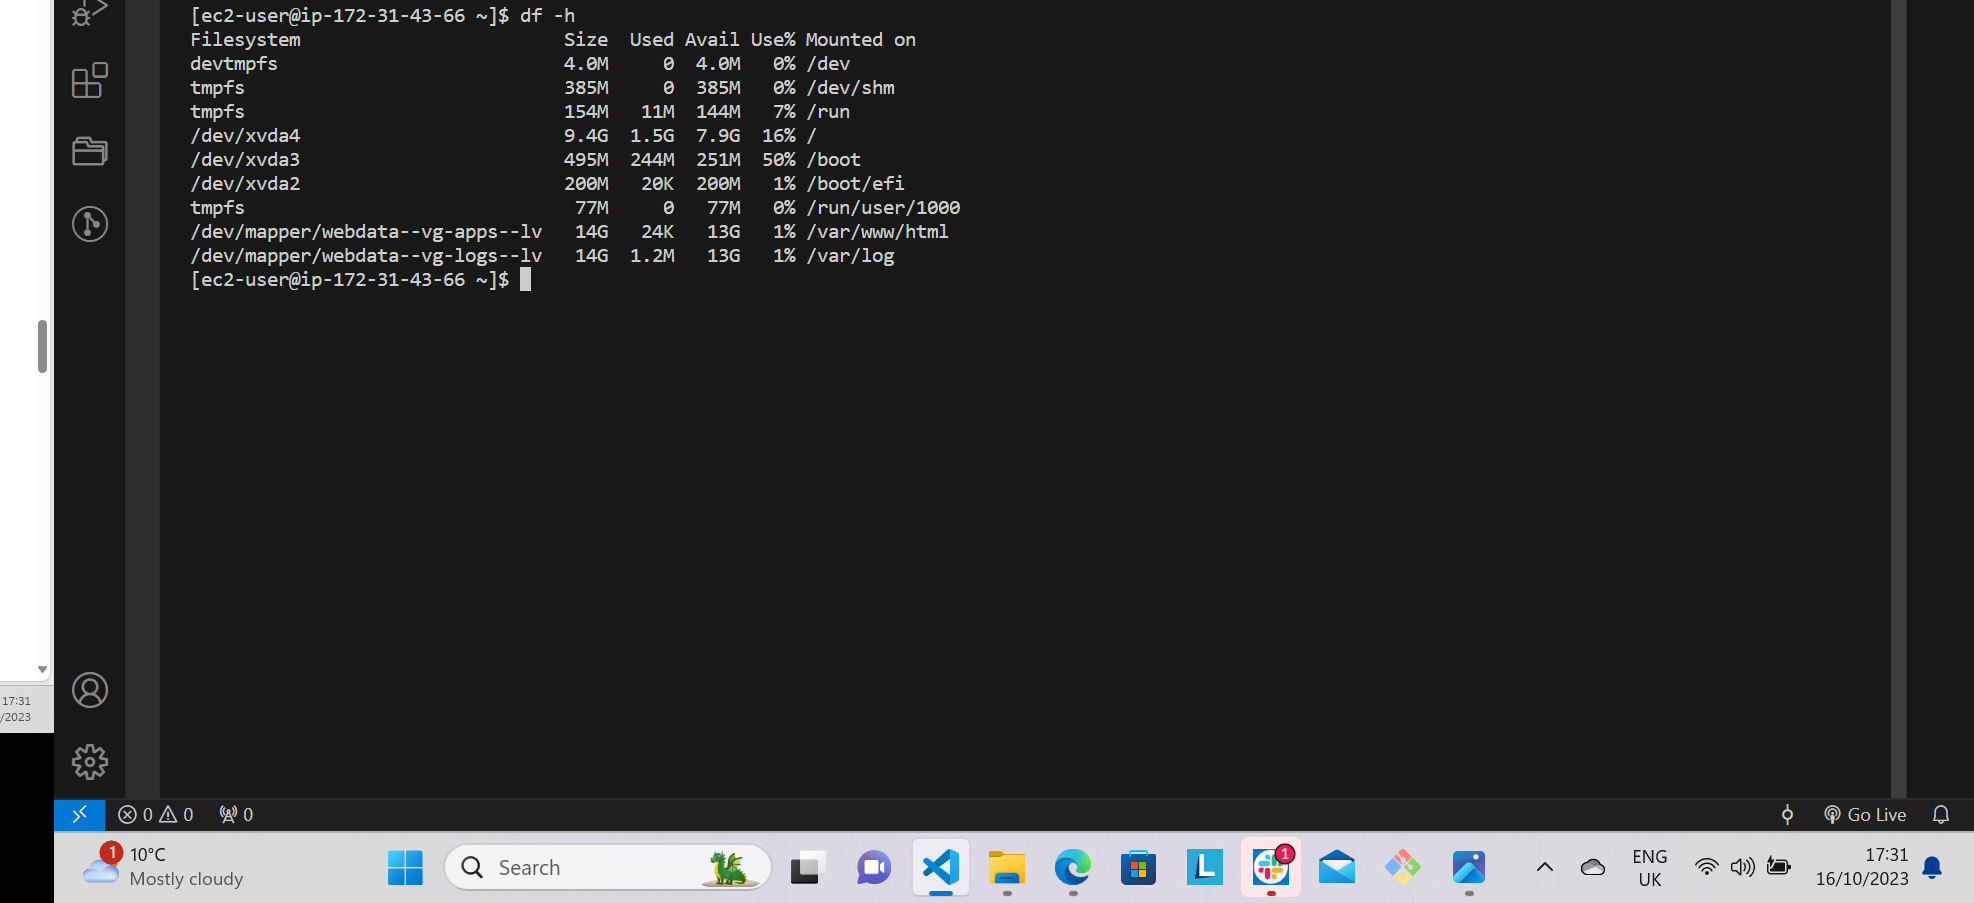 [ec2-user@ip-172-31-43-66 ~]$ df -h
Filesystem                        Size  Used Avail Use% Mounted on
devtmpfs                          4.0M     0  4.0M   0% /dev
tmpfs                             385M     0  385M   0% /dev/shm
tmpfs                             154M   11M  144M   7% /run
/dev/xvda4                        9.4G  1.5G  7.9G  16% /
/dev/xvda3                        495M  244M  251M  50% /boot
/dev/xvda2                        200M   20K  200M   1% /boot/efi
tmpfs                              77M     0   77M   0% /run/user/1000
/dev/mapper/webdata--vg-apps--lv   14G   24K   13G   1% /var/www/html
/dev/mapper/webdata--vg-logs--lv   14G  1.2M   13G   1% /var/log
[ec2-user@ip-172-31-43-66 ~]$
17:31
/2023
0 0 0
Go Live
1
10°C
Mostly cloudy
Search
L
1
ENG
UK
17:31
16/10/2023